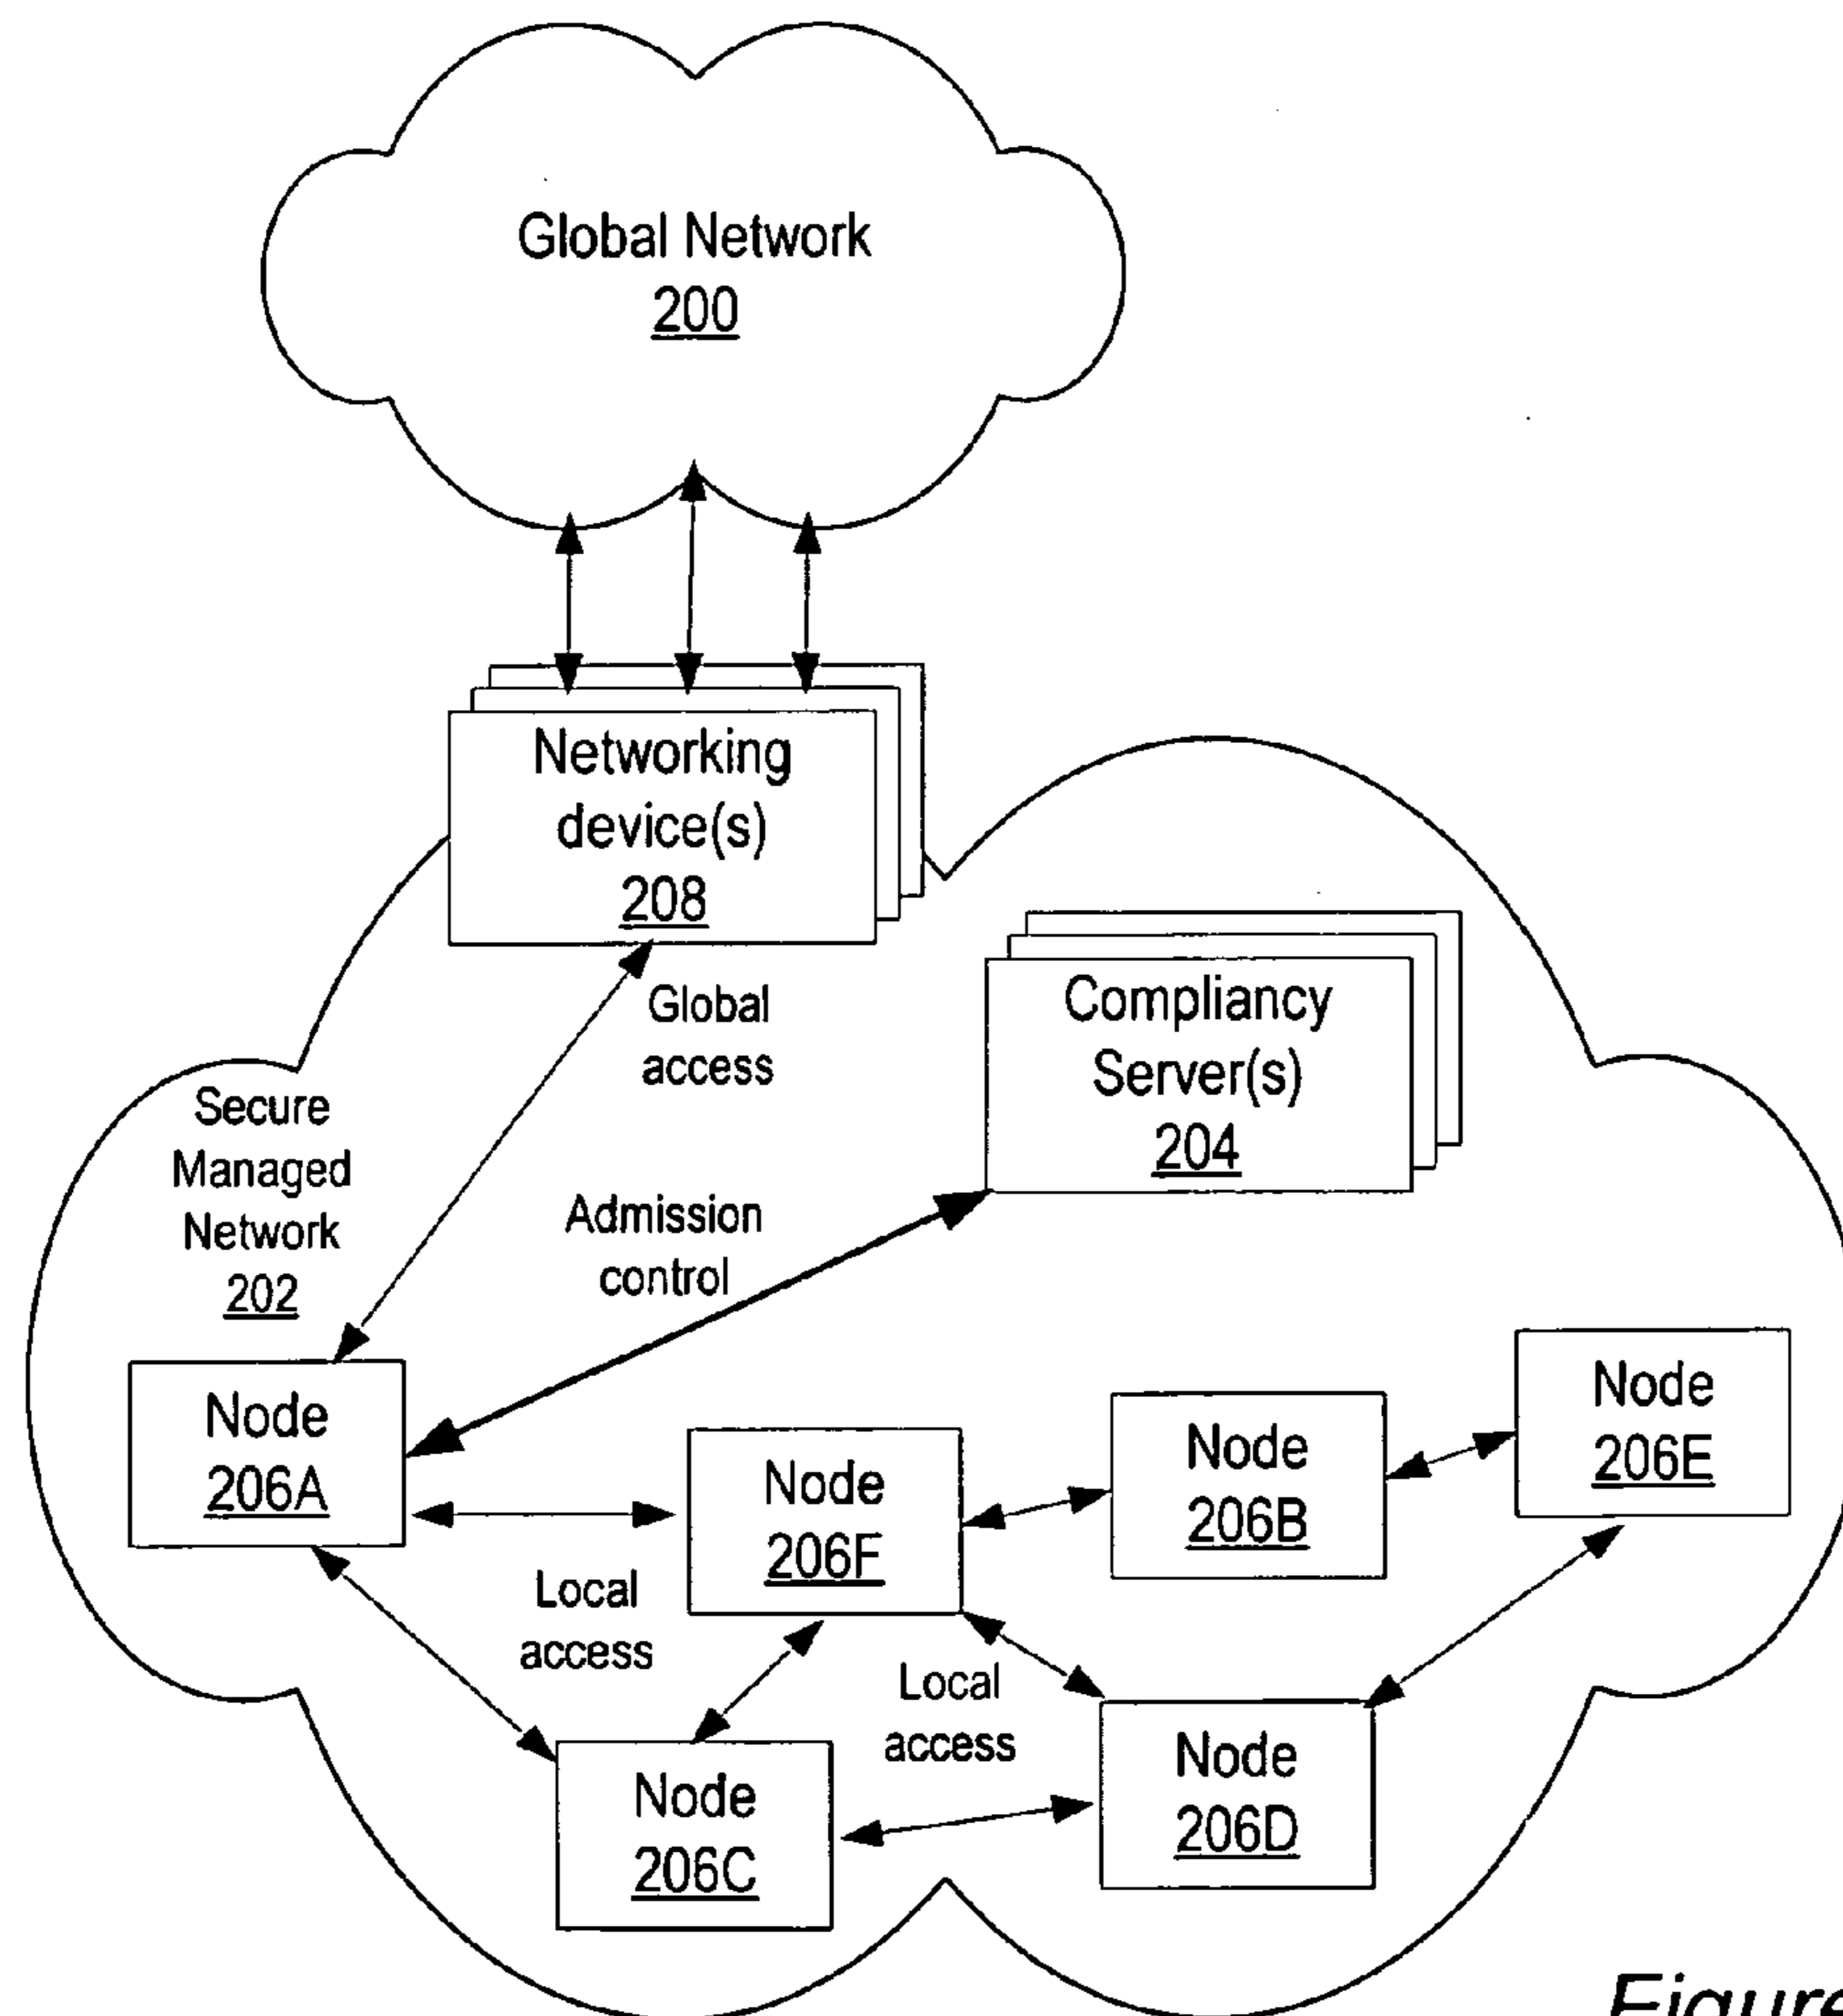 Global Network
200
Networking
device(s)
208
Global
access
Compliancy
Server(s)
204
Secure
Managed
Network
202
Admission
control
Node
206A
Node
206F
Node
206B
Node
206E
Local
access
Local
access
Node
206C
Node
206D
Figure